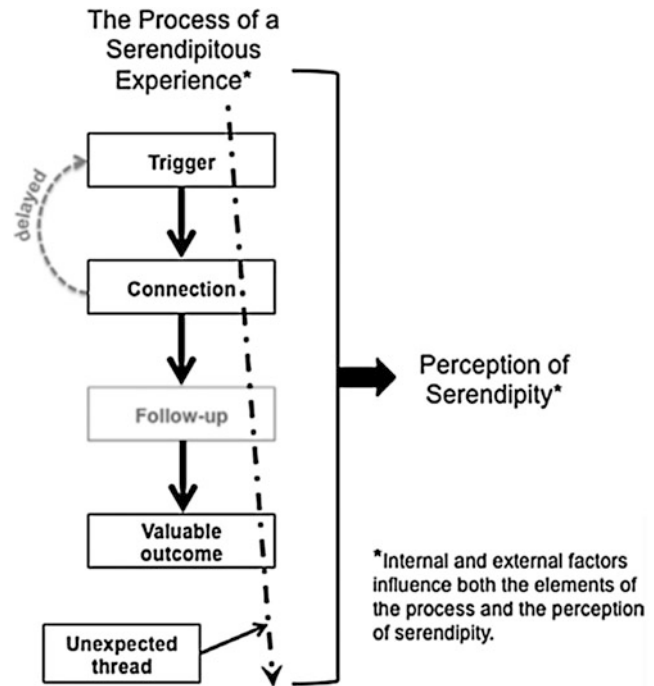 The Process of a
Serendipitous
Experience*
Trigger
delayed
Connection
Follow-up
Valuable
outcome
Unexpected
thread
Perception of
Serendipity*
*Internal and external factors
influence both the elements of
the process and the perception
of serendipity.